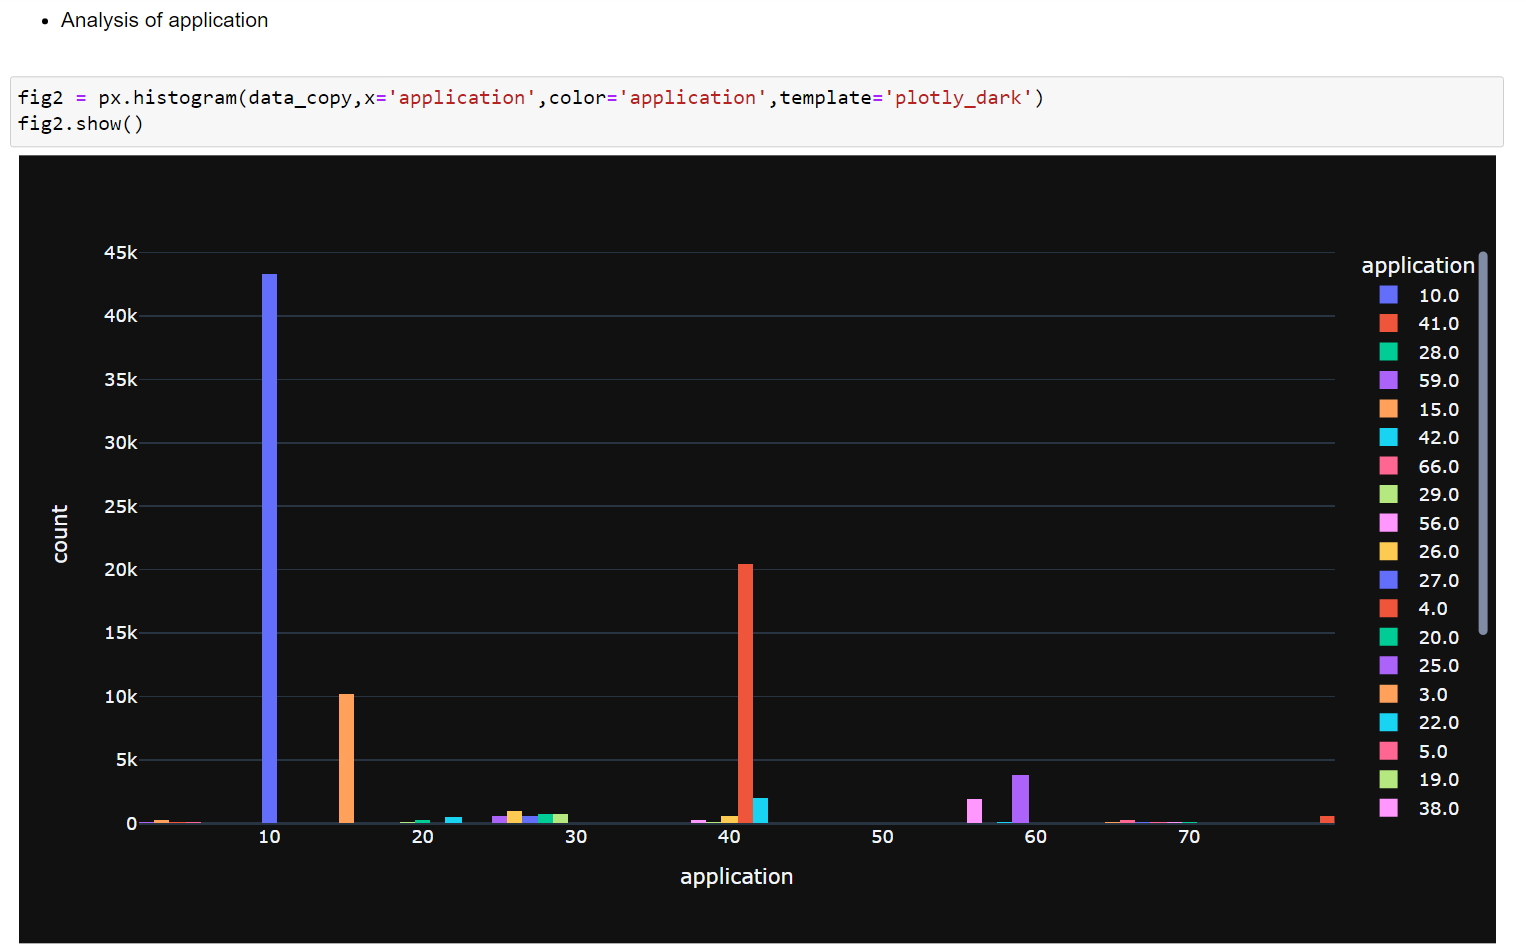 Analysis of application
fig2 = px.histogram(data_copy,x='application',color='application',template='plotly_dark')
fig2.show()
45k
40k
35k
30k
25k
20k
15k
10k
5k
0
count
10
20
30
40
50
60
70
application
application
10.0
41.0
28.0
59.0
15.0
42.0
66.0
29.0
56.0
26.0
27.0
4.0
20.0
25.0
3.0
22.0
5.0
19.0
38.0